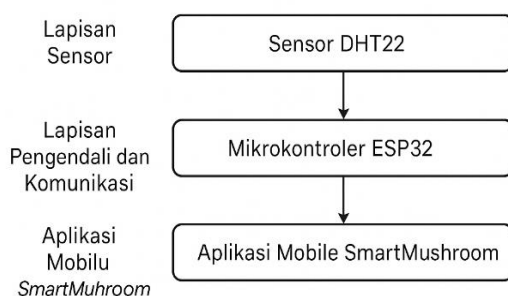 Lapisan
Sensor
Sensor DHT22
Lapisan
Pengendali dan
Komunikasi
Mikrokontroler ESP32
Aplikasi
Mobilu
SmartMuhroom
Aplikasi Mobile SmartMushroom